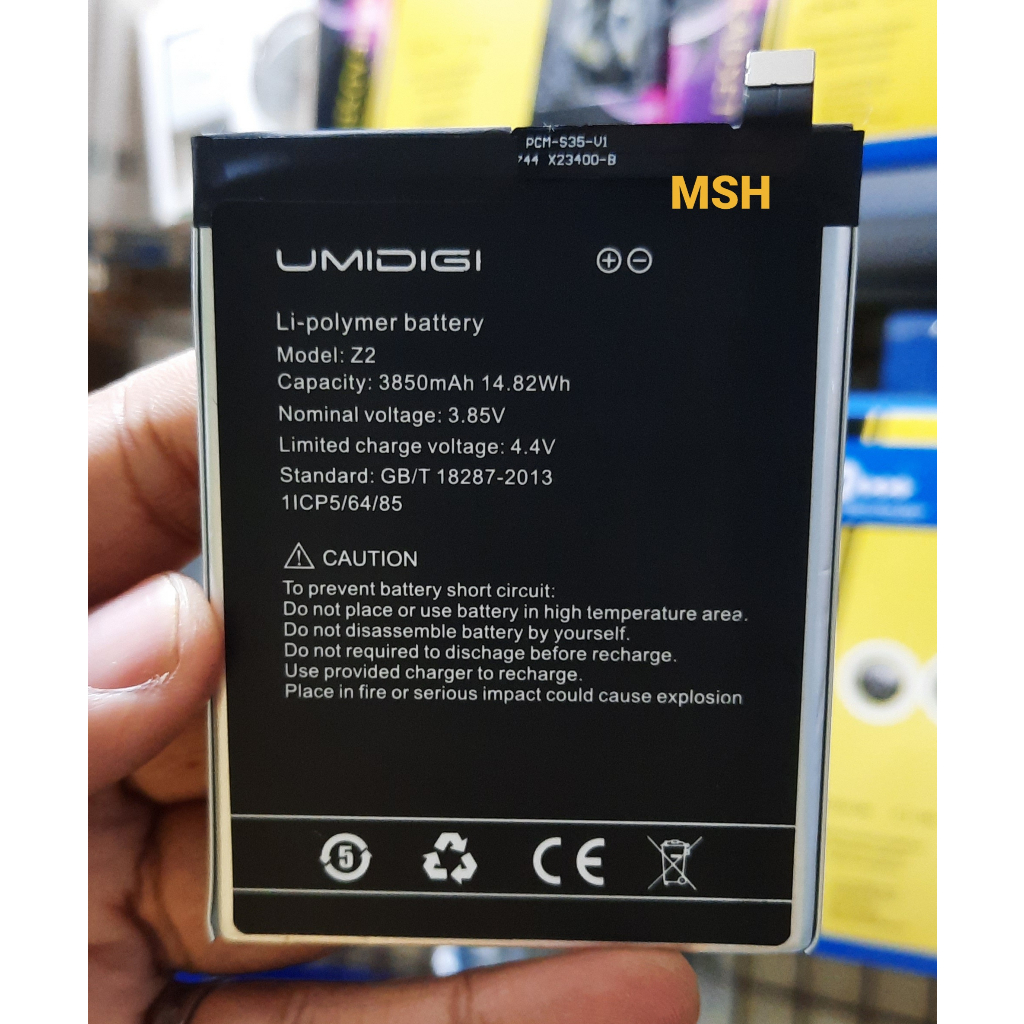 PCM-S35-V1
744 X23400-B
MSH
UMIDIGI
Li-polymer battery
Model: Z2
Capacity: 3850mAh 14.82Wh
Nominal voltage: 3.85V
Limited charge voltage: 4.4V
Standard: GB/T 18287-2013
1ICP5/64/85
CAUTION
To prevent battery short circuit:
Do not place or use battery in high temperature area.
Do not disassemble battery by yourself.
Do not required to dischage before recharge.
Use provided charger to recharge.
Place in fire or serious impact could cause explosion
5
CE